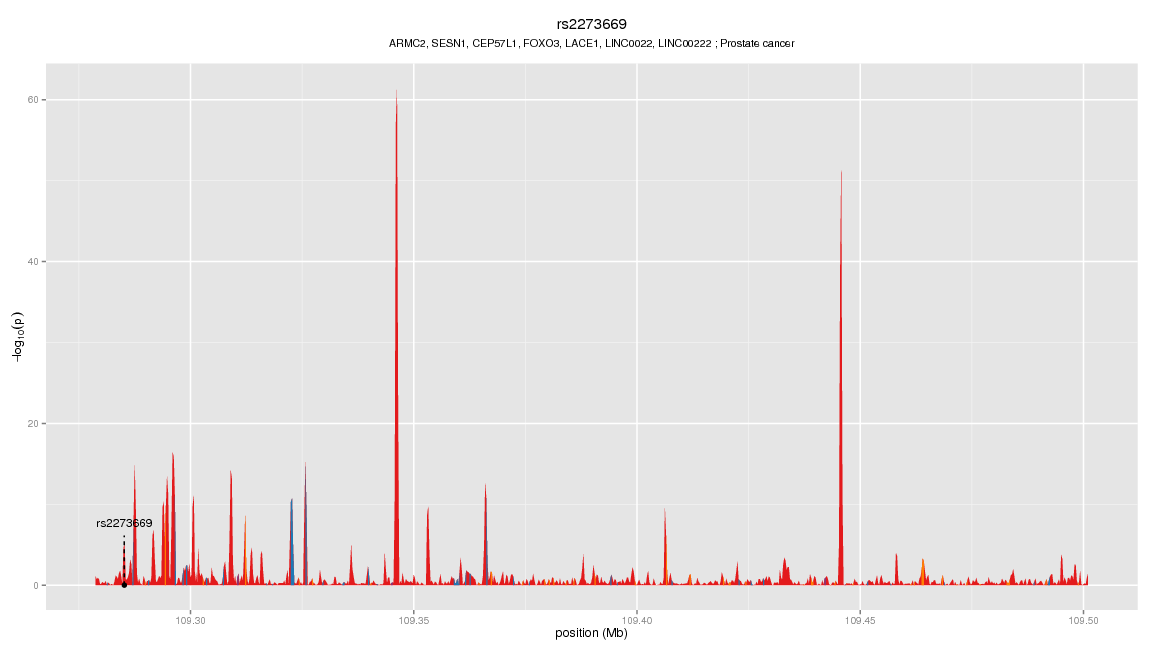 rs2273669
ARMC2, SESN1, CEP57L1, FOXO3, LACE1, LINC0022, LINC00222 ; Prostate cancer
60
40
20
0
−log10(p)
rs2273669
109.30 109.35 109.40 109.45 109.50
position (Mb)